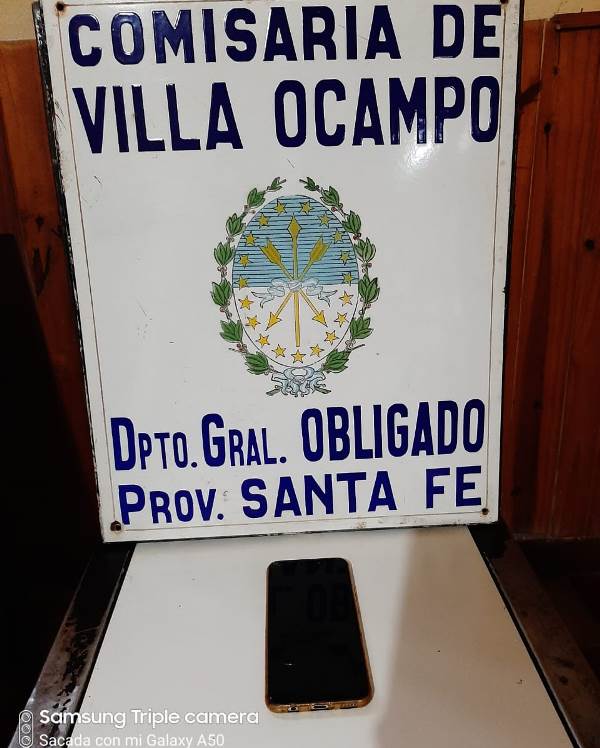 COMISARIA DE
VILLA OCAMPO
DPTO. GRAL. OBLIGADO
PROV. SANTA FE
Samsung Triple camera
Sacada con mi Galaxy A50